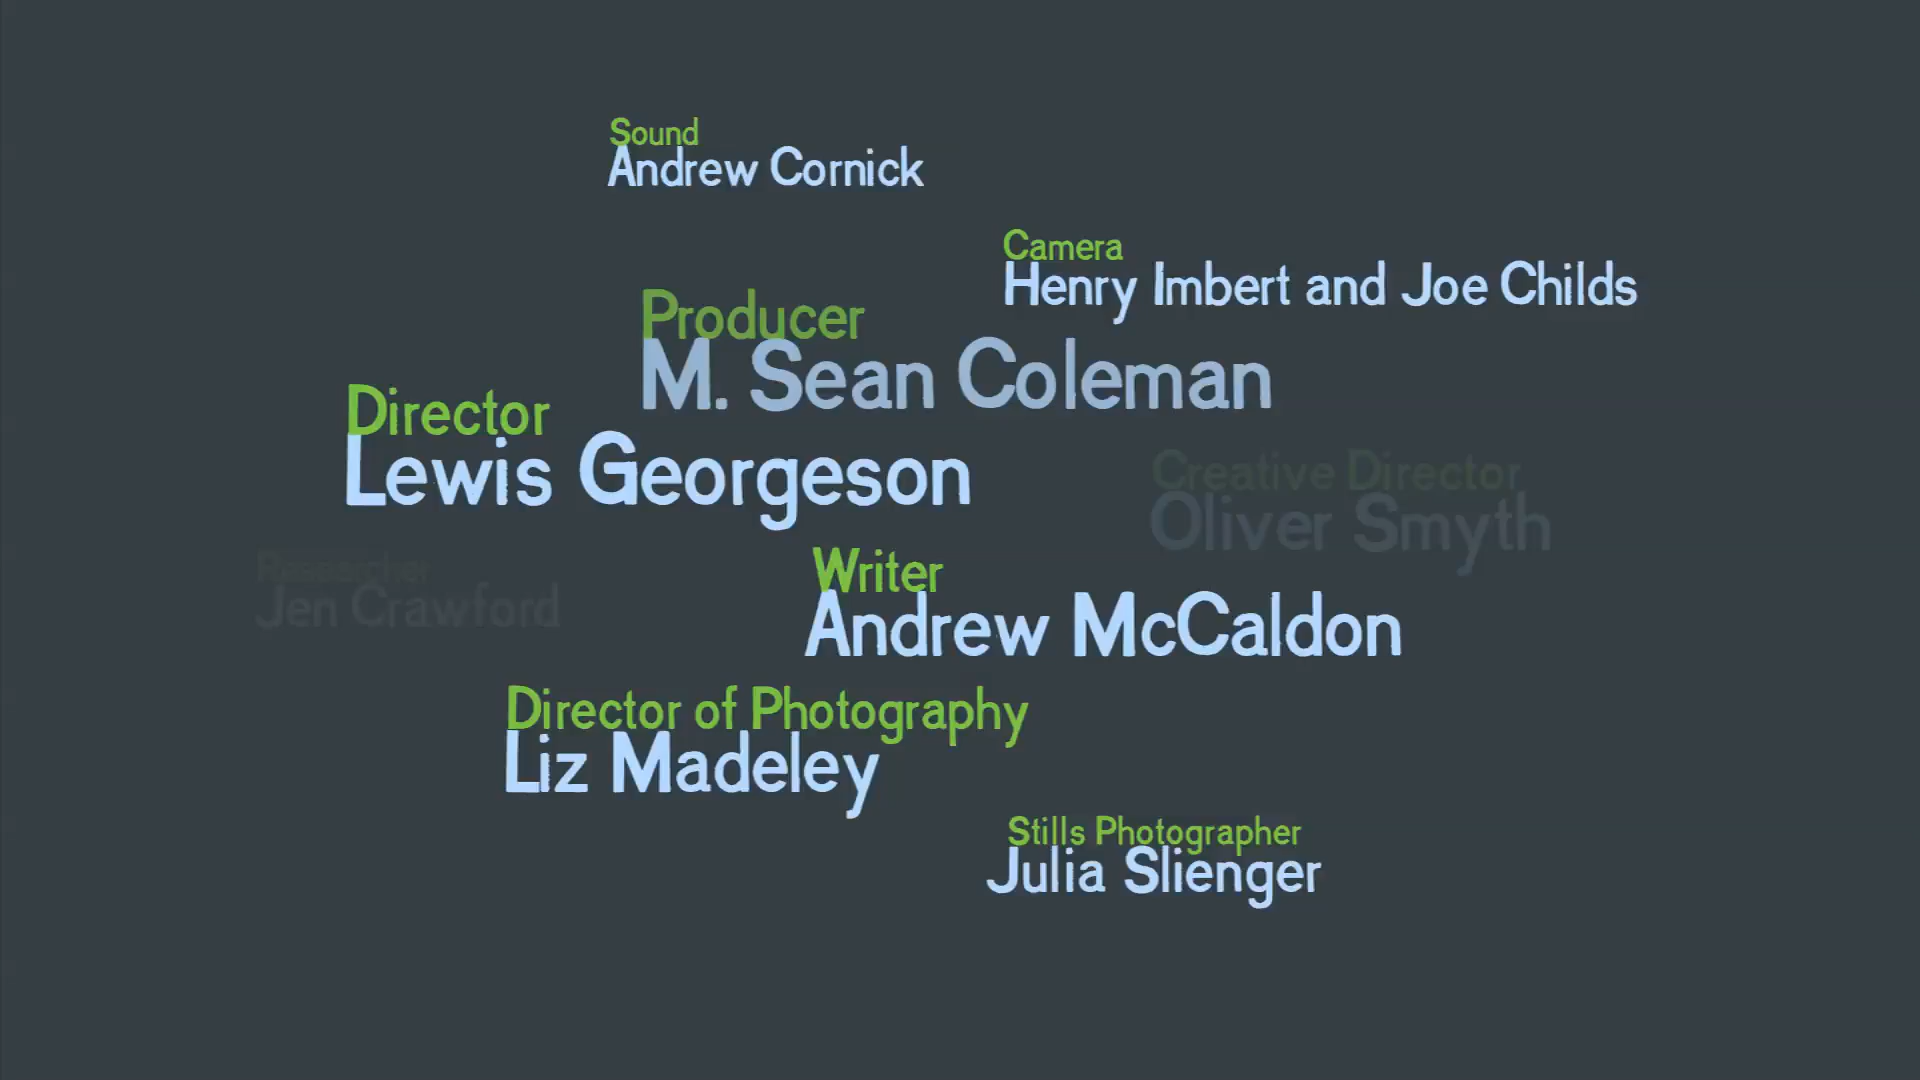 Sound
Andrew Cornick
Camera
Henry Imbert and Joe Childs
Producer
M. Sean Coleman
Director
Lewis Georgeson
Creative Director
Oliver Smyth
Researcher
Jen Crawford
Writer
Andrew McCaldon
Director of Photography
Liz Madeley
Stills Photographer
Julia Slienger